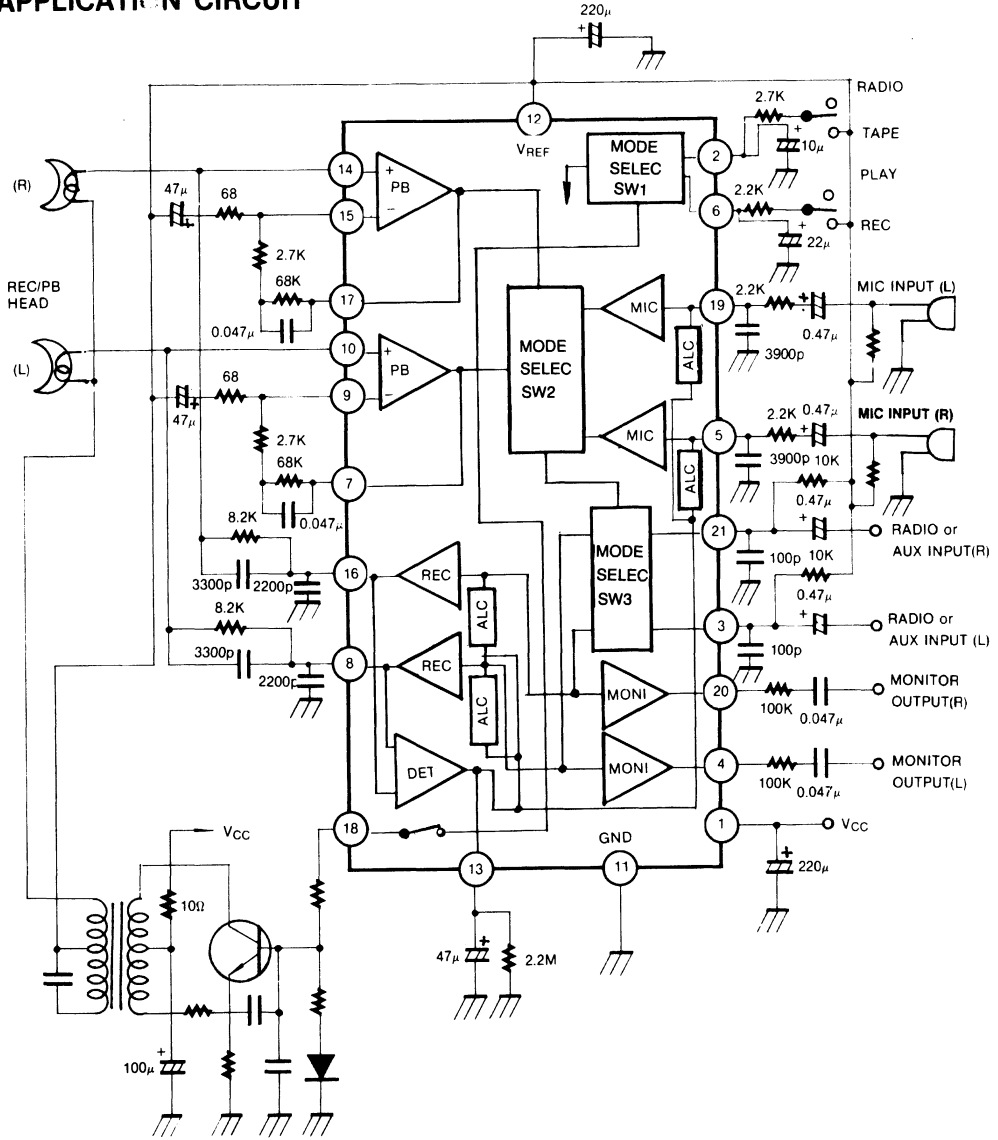 APPLICATION CIRCUIT
220μ
+
RADIO
2.7K
TAPE
+
10μ
12
VREF
MODE
SELEC
SW1
2
PLAY
2.2K
6
REC
+
22μ
(R)
14
+
PB
−
47μ
+
68
15
2.7K
68K
17
0.047μ
REC/PB
HEAD
MODE
SELEC
SW2
MIC
ALC
19
2.2K
+
0.47μ
3900p
MIC INPUT (L)
(L)
10
+
PB
−
47μ
+
68
9
2.7K
68K
7
0.047μ
MIC
ALC
5
2.2K
0.47μ
+
3900p
MIC INPUT (R)
10K
0.47μ
21
+
100p
RADIO or
AUX INPUT(R)
8.2K
3300p
2200p
16
REC
ALC
MODE
SELEC
SW3
10K
0.47μ
3
+
100p
RADIO or
AUX INPUT (L)
8.2K
3300p
2200p
8
REC
ALC
MONI
20
100K
0.047μ
MONITOR
OUTPUT(R)
DET
MONI
4
100K
0.047μ
MONITOR
OUTPUT(L)
18
1
VCC
+
220μ
VCC
10Ω
13
GND
11
47μ
+
2.2M
100μ
+